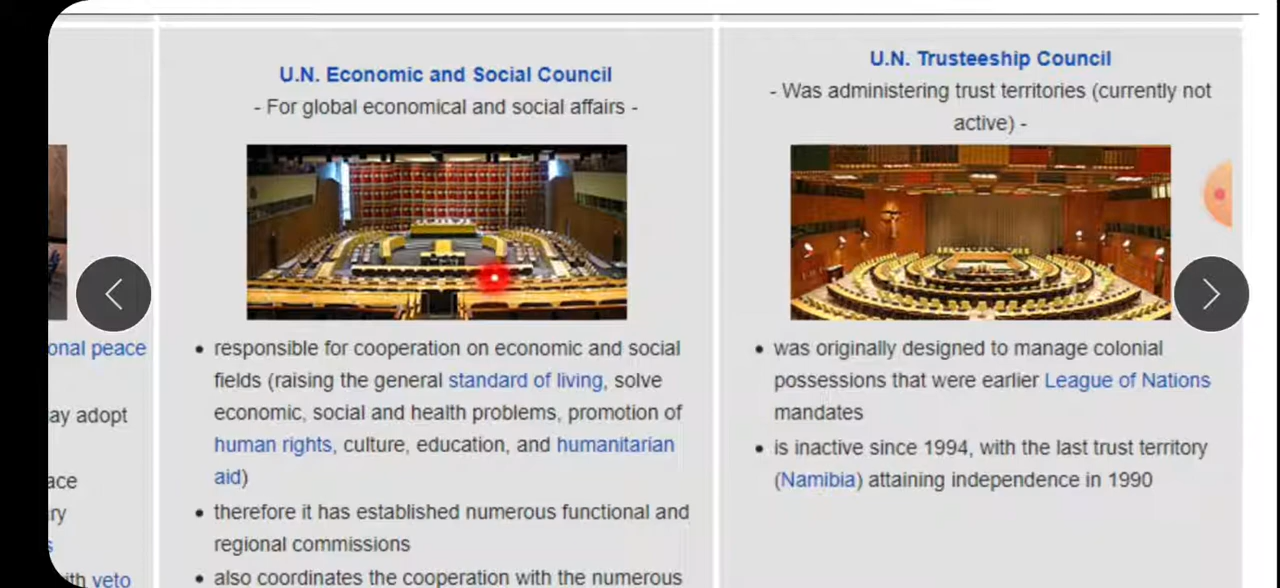 onal peace
ay adopt
ace
ry
s
ith veto
U.N. Economic and Social Council
- For global economical and social affairs -
• responsible for cooperation on economic and social
fields (raising the general standard of living, solve
economic, social and health problems, promotion of
human rights, culture, education, and humanitarian
aid)
• therefore it has established numerous functional and
regional commissions
• also coordinates the cooperation with the numerous
U.N. Trusteeship Council
- Was administering trust territories (currently not
active) -
• was originally designed to manage colonial
possessions that were earlier League of Nations
mandates
• is inactive since 1994, with the last trust territory
(Namibia) attaining independence in 1990